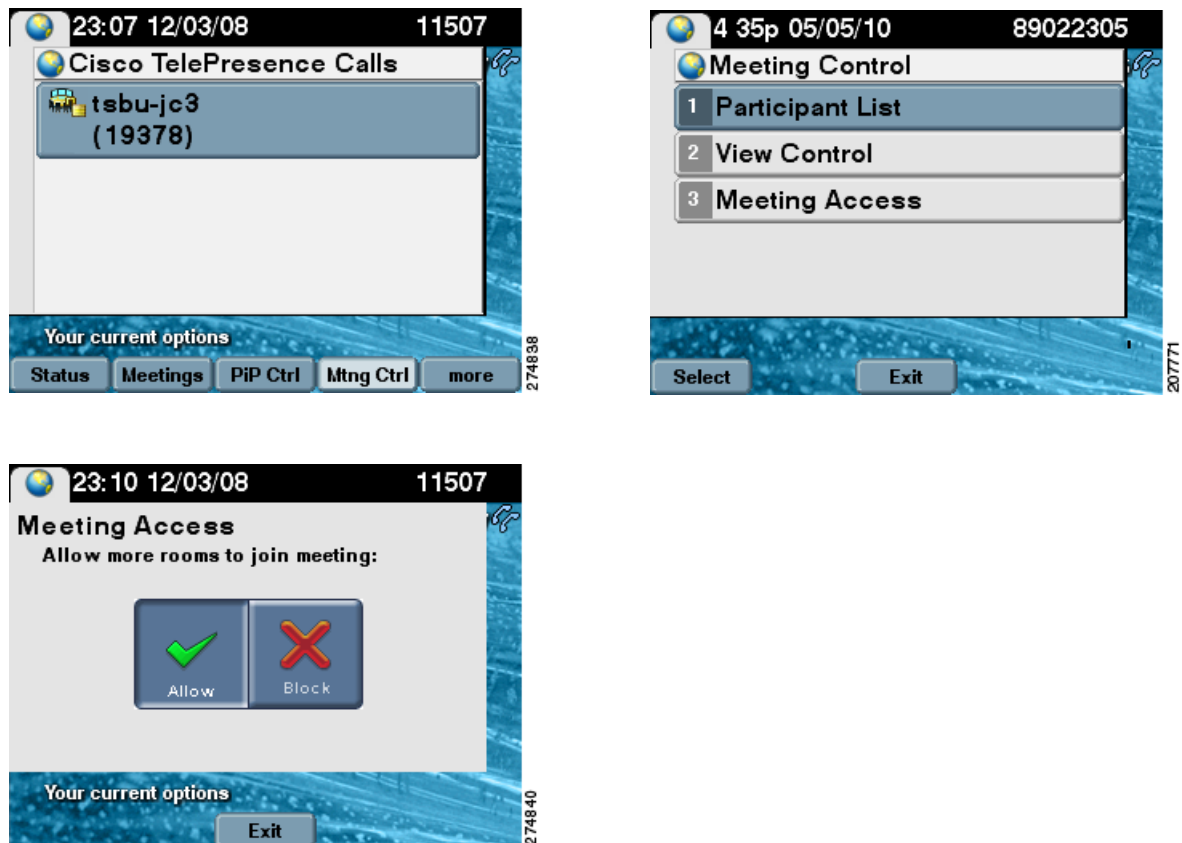 23:07 12/03/08 11507
Cisco TelePresence Calls
tsbu-jc3
(19378)
Your current options
Status Meetings PiP Ctrl Mtng Ctrl more
274838
4 35p 05/05/10 89022305
Meeting Control
1 Participant List
2 View Control
3 Meeting Access
Select Exit
207771
23:10 12/03/08 11507
Meeting Access
Allow more rooms to join meeting:
Allow Block
Your current options
Exit
274840